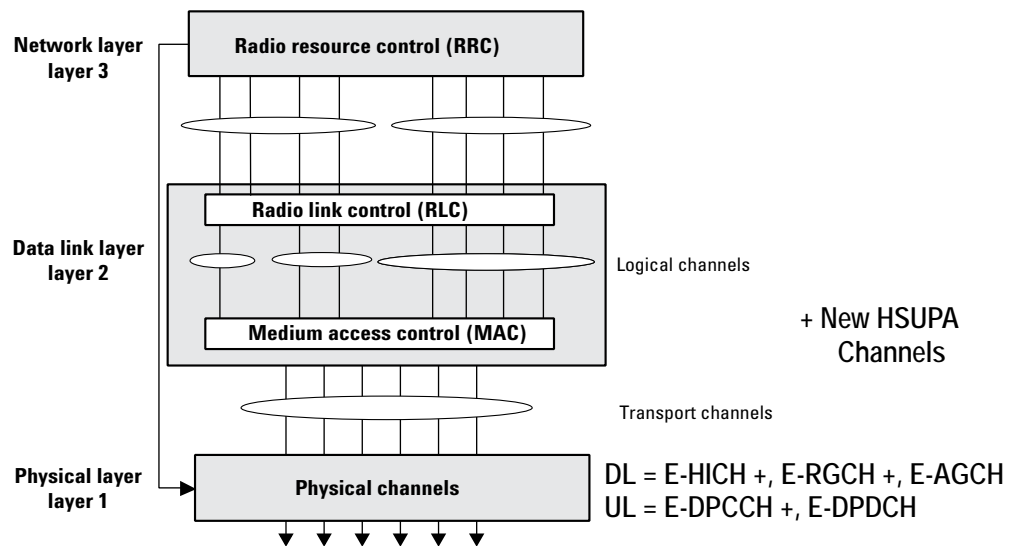 Network layer
layer 3
Radio resource control (RRC)
Radio link control (RLC)
Data link layer
layer 2
Logical channels
Medium access control (MAC)
+ New HSUPA
Channels
Transport channels
Physical layer
layer 1
Physical channels
DL = E-HICH +, E-RGCH +, E-AGCH
UL = E-DPCCH +, E-DPDCH